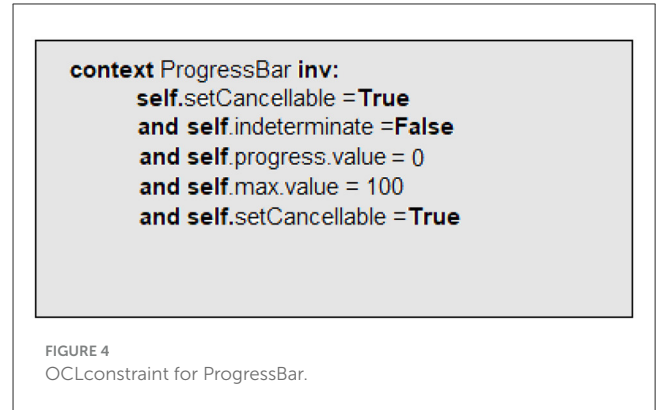 context ProgressBar inv:
self.setCancellable =True
and self.indeterminate =False
and self.progress.value = 0
and self.max.value = 100
and self.setCancellable =True
FIGURE 4
OCLconstraint for ProgressBar.